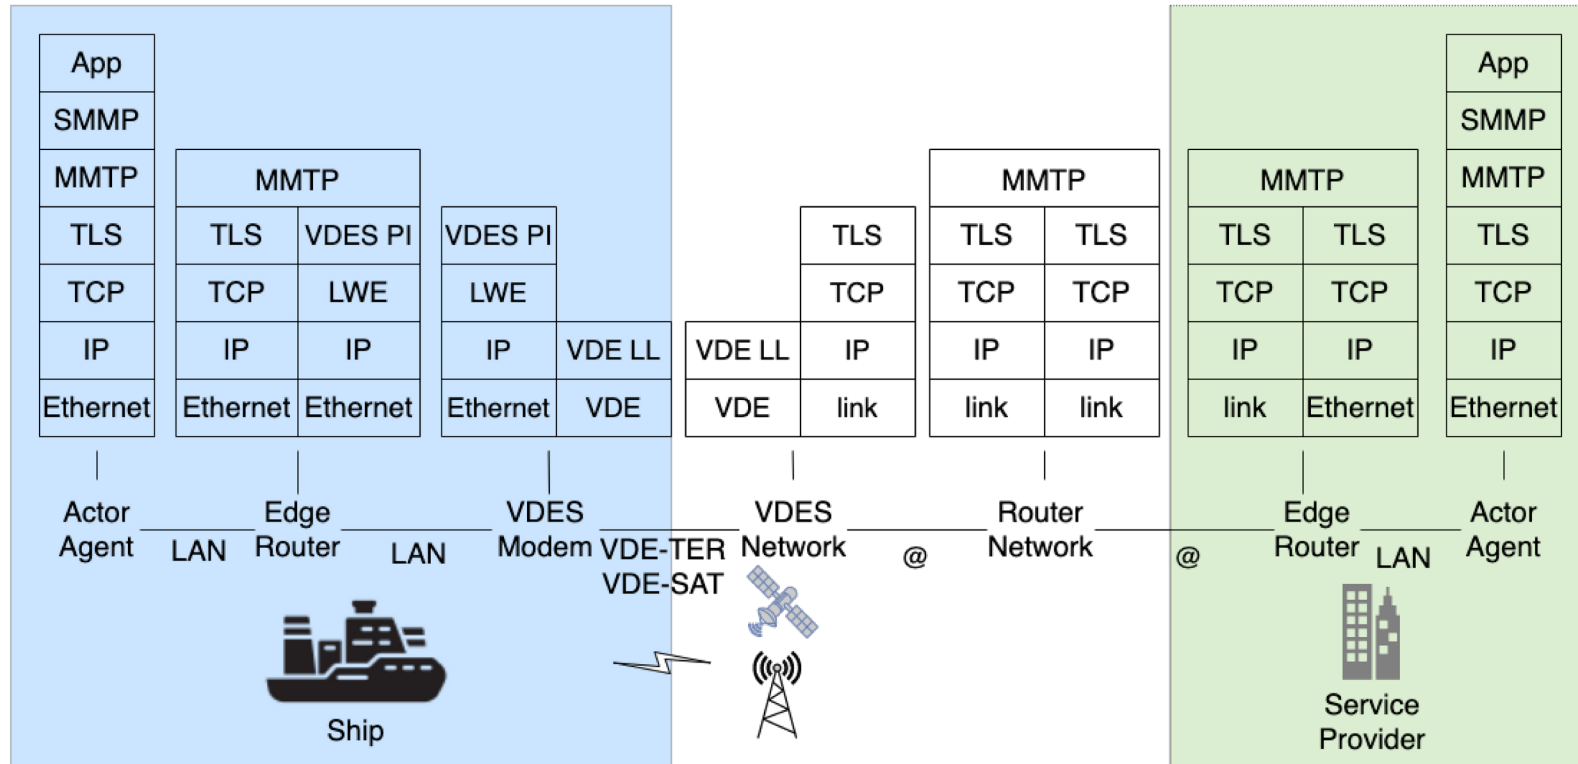 App
App
SMMP
SMMP
MMTP
MMTP
MMTP
MMTP
MMTP
TLS
TLS
VDES PI
VDES PI
TLS
TLS
TLS
TLS
TLS
TLS
TCP
TCP
LWE
LWE
TCP
TCP
TCP
TCP
TCP
TCP
IP
IP
IP
IP
VDE LL
VDE LL
IP
IP
IP
IP
IP
IP
Ethernet
Ethernet
Ethernet
Ethernet
VDE
VDE
link
link
link
link
Ethernet
Ethernet
Actor
Agent
LAN
Edge
Router
LAN
VDES
Modem
VDE-TER
VDE-SAT
VDES
Network
@
Router
Network
@
Edge
Router
LAN
Actor
Agent
Ship
Service
Provider